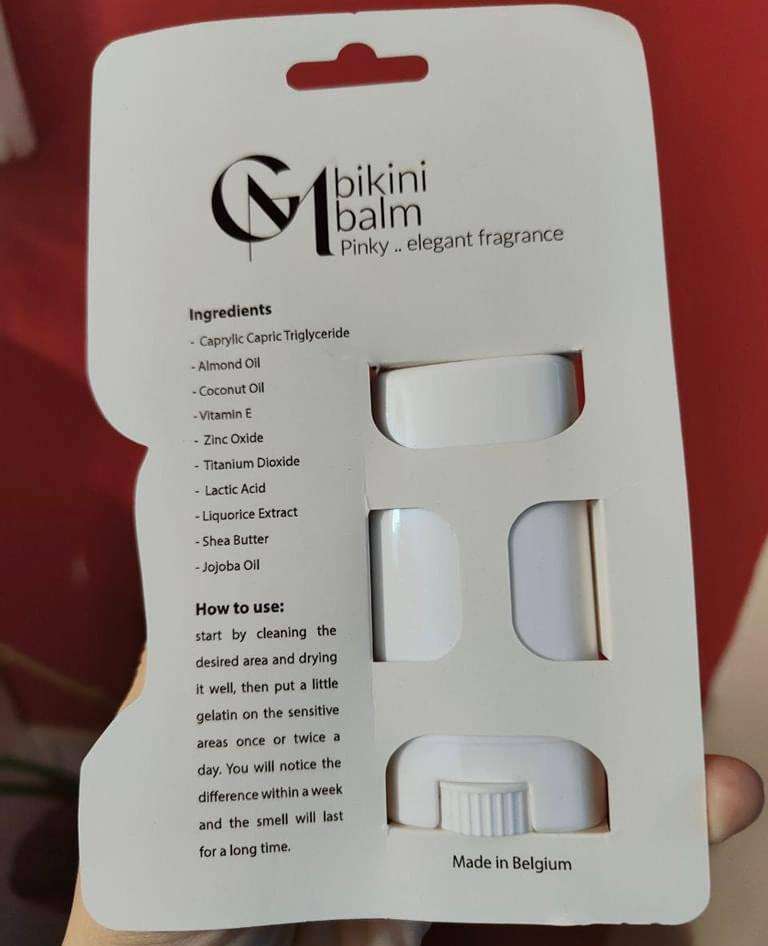 GM bikini
balm
Pinky .. elegant fragrance
Ingredients
- Caprylic Capric Triglyceride
- Almond Oil
- Coconut Oil
- Vitamin E
- Zinc Oxide
- Titanium Dioxide
- Lactic Acid
- Liquorice Extract
- Shea Butter
- Jojoba Oil
How to use:
start by cleaning the
desired area and drying
it well, then put a little
gelatin on the sensitive
areas once or twice a
day. You will notice the
difference within a week
and the smell will last
for a long time.
Made in Belgium